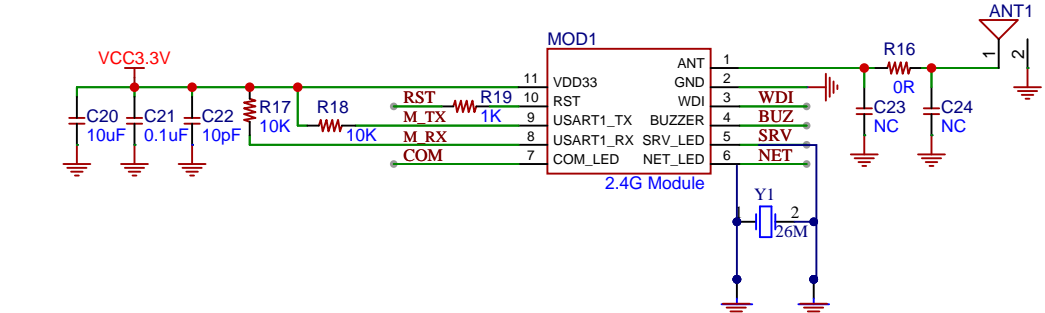 ANT1
VCC3.3V
MOD1
R16
0R
1
2
C20
10uF
C21
0.1uF
C22
10pF
R17
10K
R18
10K
RST
R19
1K
M_TX
M_RX
COM
11
VDD33
10
RST
9
USART1_TX
8
USART1_RX
7
COM_LED
ANT
1
GND
2
WDI
3
WDI
BUZZER
4
BUZ
SRV_LED
5
SRV
NET_LED
6
NET
2.4G Module
C23
NC
C24
NC
Y1
1
2
26M